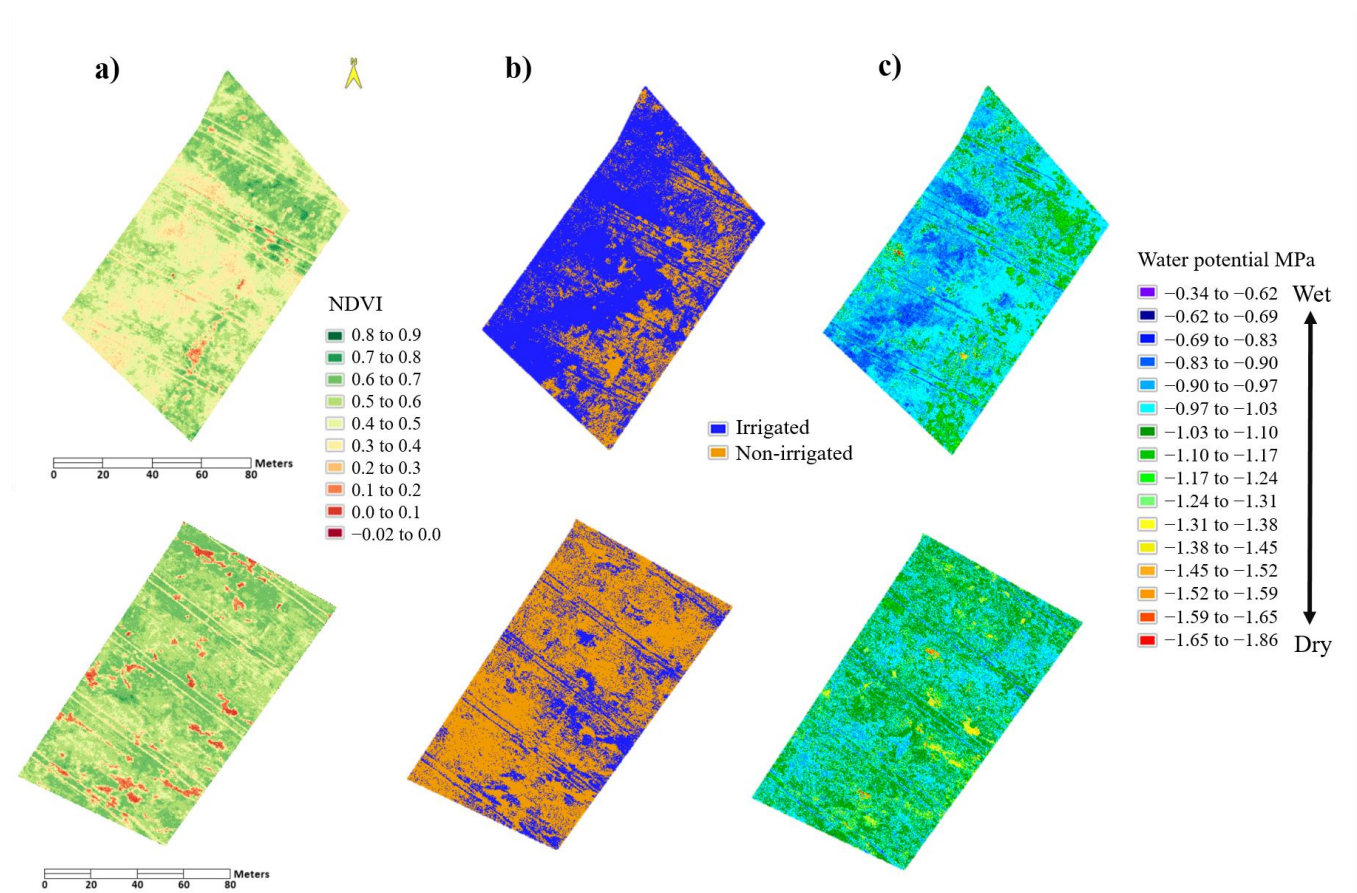 a)
N
b)
c)
Water potential MPa
−0.34 to −0.62
Wet
−0.62 to −0.69
−0.69 to −0.83
−0.83 to −0.90
−0.90 to −0.97
−0.97 to −1.03
−1.03 to −1.10
−1.10 to −1.17
−1.17 to −1.24
−1.24 to −1.31
−1.31 to −1.38
−1.38 to −1.45
−1.45 to −1.52
−1.52 to −1.59
−1.59 to −1.65
−1.65 to −1.86
Dry
NDVI
0.8 to 0.9
0.7 to 0.8
0.6 to 0.7
0.5 to 0.6
0.4 to 0.5
0.3 to 0.4
0.2 to 0.3
0.1 to 0.2
0.0 to 0.1
−0.02 to 0.0
Irrigated
Non-irrigated
Meters
0 20 40 60 80
Meters
0 20 40 60 80